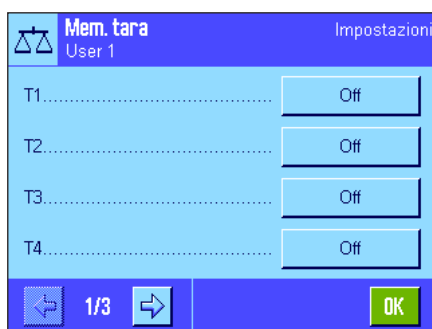 Mem. tara Impostazioni
User 1
T1........................................ Off
T2........................................ Off
T3........................................ Off
T4........................................ Off
1/3 OK